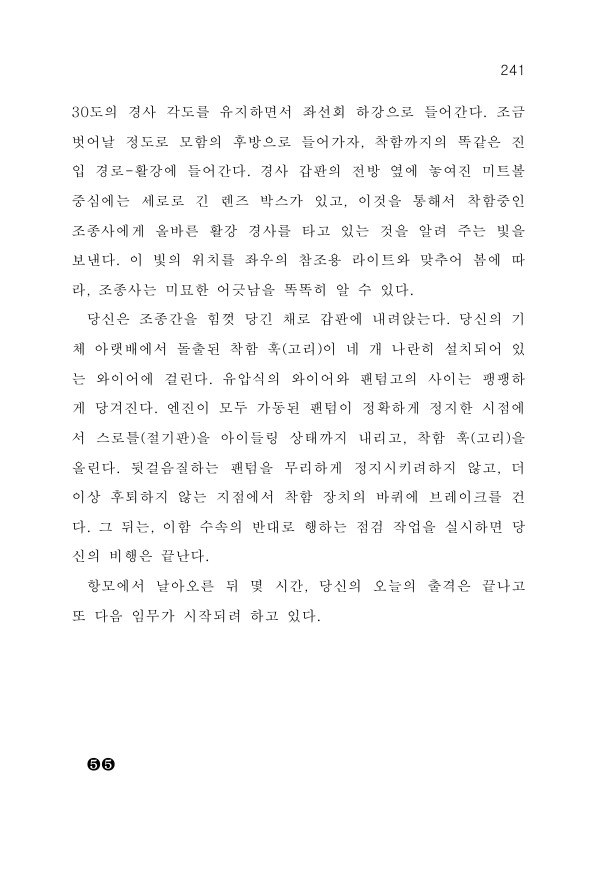 241
30도의 경사 각도를 유지하면서 좌선회 하강으로 들어간다. 조금
벗어날 정도로 모함의 후방으로 들어가자, 착함까지의 똑같은 진
입 경로-활강에 들어간다. 경사 갑판의 전방 옆에 놓여진 미트볼
중심에는 세로로 긴 렌즈 박스가 있고, 이것을 통해서 착함중인
조종사에게 올바른 활강 경사를 타고 있는 것을 알려 주는 빛을
보낸다. 이 빛의 위치를 좌우의 참조용 라이트와 맞추어 봄에 따
라, 조종사는 미묘한 어긋남을 똑똑히 알 수 있다.
당신은 조종간을 힘껏 당긴 채로 갑판에 내려앉는다. 당신의 기
체 아랫배에서 돌출된 착함 훅(고리)이 네 개 나란히 설치되어 있
는 와이어에 걸린다. 유압식의 와이어와 팬텀고의 사이는 팽팽하
게 당겨진다. 엔진이 모두 가동된 팬텀이 정확하게 정지한 시점에
서 스로틀(절기판)을 아이들링 상태까지 내리고, 착함 훅(고리)을
올린다. 뒷걸음질하는 팬텀을 무리하게 정지시키려하지 않고, 더
이상 후퇴하지 않는 지점에서 착함 장치의 바퀴에 브레이크를 건
다. 그 뒤는, 이함 수속의 반대로 행하는 점검 작업을 실시하면 당
신의 비행은 끝난다.
항모에서 날아오른 뒤 몇 시간, 당신의 오늘의 출격은 끝나고
또 다음 임무가 시작되려 하고 있다.
❺❺